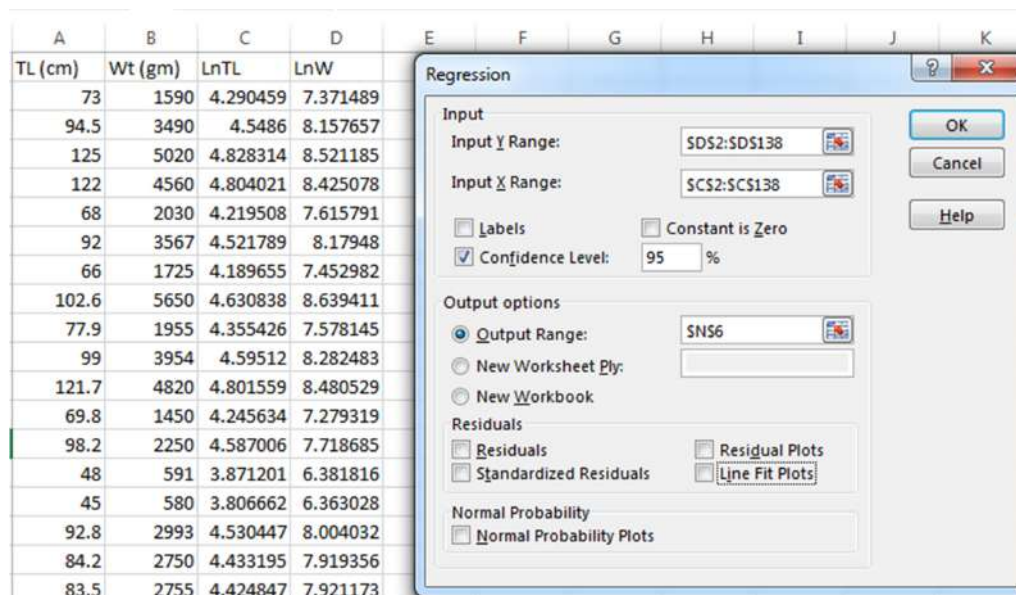 A B C D E F G H I J K
TL (cm) Wt (gm) LnTL LnW
73 1590 4.290459 7.371489
94.5 3490 4.5486 8.157657
125 5020 4.828314 8.521185
122 4560 4.804021 8.425078
68 2030 4.219508 7.615791
92 3567 4.521789 8.17948
66 1725 4.189655 7.452982
102.6 5650 4.630838 8.639411
77.9 1955 4.355426 7.578145
99 3954 4.59512 8.282483
121.7 4820 4.801559 8.480529
69.8 1450 4.245634 7.279319
98.2 2250 4.587006 7.718685
48 591 3.871201 6.381816
45 580 3.806662 6.363028
92.8 2993 4.530447 8.004032
84.2 2750 4.433195 7.919356
83.5 2755 4.424847 7.921173
Regression
Input
Input Y Range: $D$2:$D$138
Input X Range: $C$2:$C$138
Labels Constant is Zero
Confidence Level: 95 %
Output options
Output Range: $N$6
New Worksheet Ply:
New Workbook
Residuals
Residuals Residual Plots
Standardized Residuals Line Fit Plots
Normal Probability
Normal Probability Plots
OK
Cancel
Help